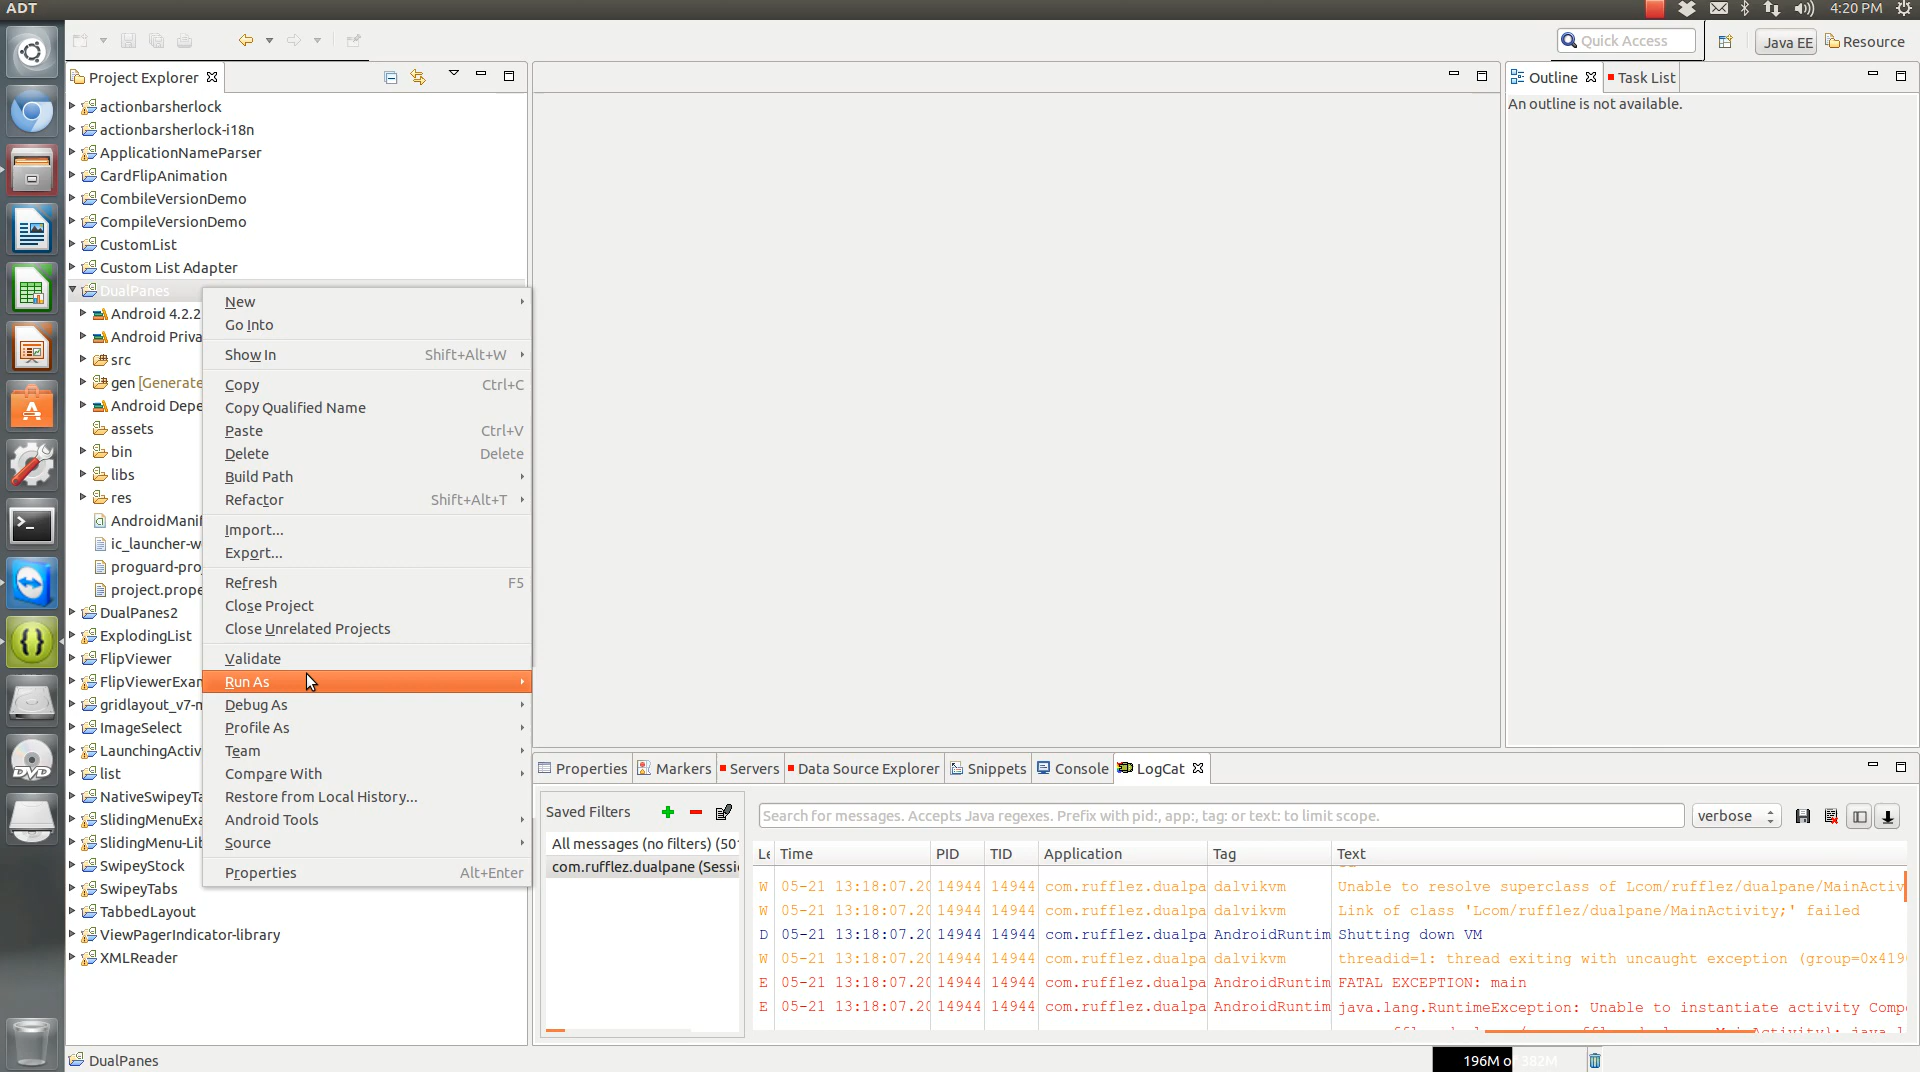 ADT
4:20 PM
Quick Access
Java EE
Resource
Project Explorer
Outline
Task List
An outline is not available.
actionbarsherlock
actionbarsherlock-i18n
ApplicationNameParser
CardFlipAnimation
CombileVersionDemo
CompileVersionDemo
CustomList
Custom List Adapter
DualPanes
Android 4.2.2
Android Priva
src
gen [Generate
Android Depe
assets
bin
libs
res
AndroidManif
ic_launcher-w
proguard-proj
project.prope
DualPanes2
ExplodingList
FlipViewer
FlipViewerExam
gridlayout_v7-m
ImageSelect
LaunchingActiv
list
NativeSwipeyTa
SlidingMenuExa
SlidingMenu-Lib
SwipeyStock
SwipeyTabs
TabbedLayout
ViewPagerIndicator-library
XMLReader
New
Go Into
Show In Shift+Alt+W
Copy Ctrl+C
Copy Qualified Name
Paste Ctrl+V
Delete Delete
Build Path
Refactor Shift+Alt+T
Import...
Export...
Refresh F5
Close Project
Close Unrelated Projects
Validate
Run As
Debug As
Profile As
Team
Compare With
Restore from Local History...
Android Tools
Source
Properties Alt+Enter
Properties
Markers
Servers
Data Source Explorer
Snippets
Console
LogCat
Saved Filters
All messages (no filters) (50
com.rufflez.dualpane (Sessi
Search for messages. Accepts Java regexes. Prefix with pid:, app:, tag: or text: to limit scope.
verbose
Time PID TID Application Tag Text
W 05-21 13:18:07.20 14944 14944 com.rufflez.dualpa dalvikvm Unable to resolve superclass of Lcom/rufflez/dualpane/MainActiv
W 05-21 13:18:07.20 14944 14944 com.rufflez.dualpa dalvikvm Link of class 'Lcom/rufflez/dualpane/MainActivity;' failed
D 05-21 13:18:07.20 14944 14944 com.rufflez.dualpa AndroidRuntim Shutting down VM
W 05-21 13:18:07.20 14944 14944 com.rufflez.dualpa dalvikvm threadid=1: thread exiting with uncaught exception (group=0x419
E 05-21 13:18:07.20 14944 14944 com.rufflez.dualpa AndroidRuntim FATAL EXCEPTION: main
E 05-21 13:18:07.20 14944 14944 com.rufflez.dualpa AndroidRuntim java.lang.RuntimeException: Unable to instantiate activity Comp
DualPanes
196M of 382M
DVD